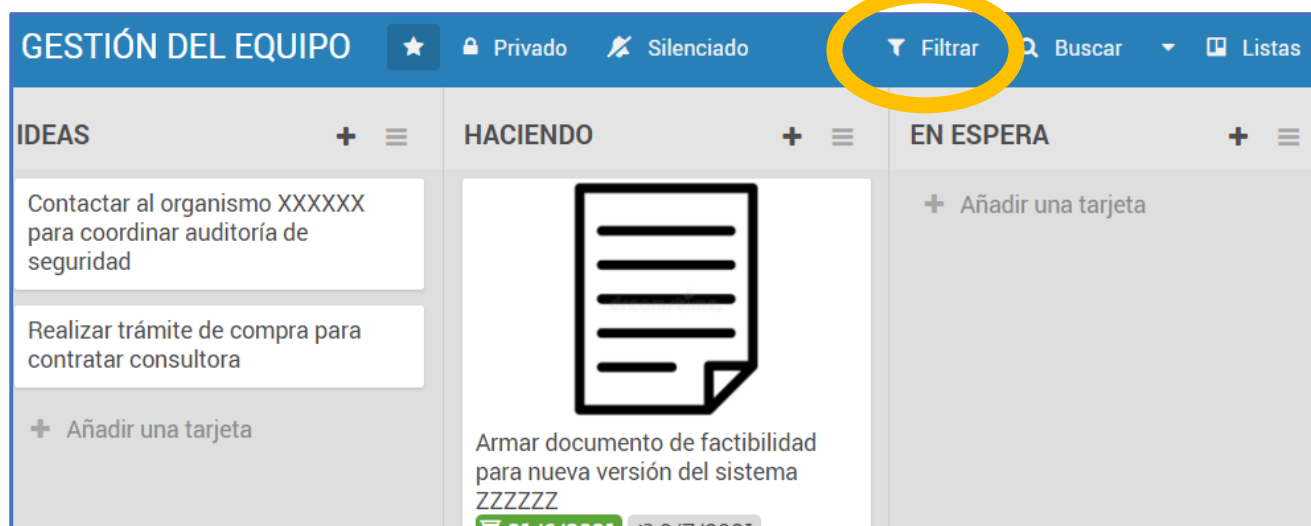 GESTIÓN DEL EQUIPO Privado Silenciado Filtrar Buscar Listas
IDEAS
Contactar al organismo XXXXXX
para coordinar auditoría de
seguridad
Realizar trámite de compra para
contratar consultora
Añadir una tarjeta
HACIENDO
Armar documento de factibilidad
para nueva versión del sistema
ZZZZZZ
EN ESPERA
Añadir una tarjeta